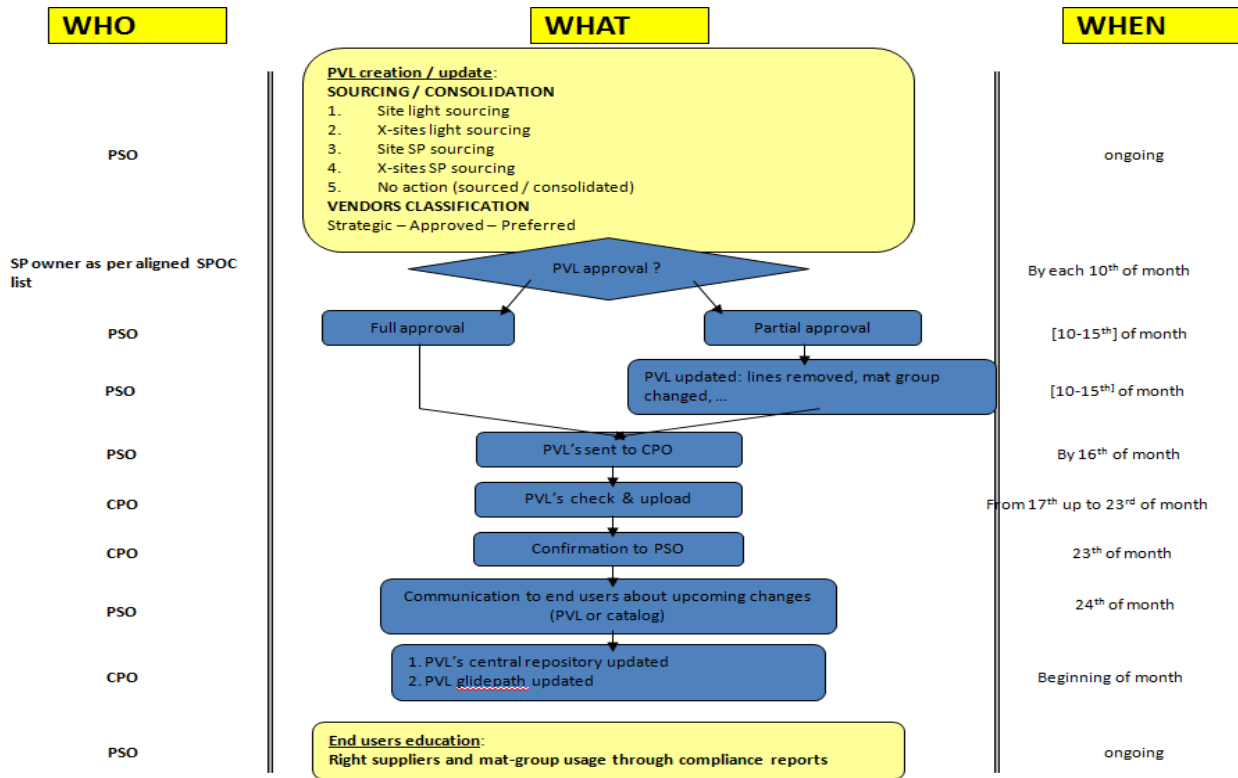 WHO WHAT WHEN
PVL creation / update:
SOURCING / CONSOLIDATION
1. Site light sourcing
2. X-sites light sourcing
3. Site SP sourcing
4. X-sites SP sourcing
5. No action (sourced / consolidated)
VENDORS CLASSIFICATION
Strategic – Approved – Preferred
PSO
ongoing
SP owner as per aligned SPOC
list
PVL approval ?
By each 10th of month
PSO
Full approval
Partial approval
[10-15th] of month
PSO
PVL updated: lines removed, mat group
changed, ...
[10-15th] of month
PSO
PVL's sent to CPO
By 16th of month
CPO
PVL's check & upload
From 17th up to 23rd of month
CPO
Confirmation to PSO
23th of month
PSO
Communication to end users about upcoming changes
(PVL or catalog)
24th of month
CPO
1. PVL's central repository updated
2. PVL glidepath updated
Beginning of month
PSO
End users education:
Right suppliers and mat-group usage through compliance reports
ongoing